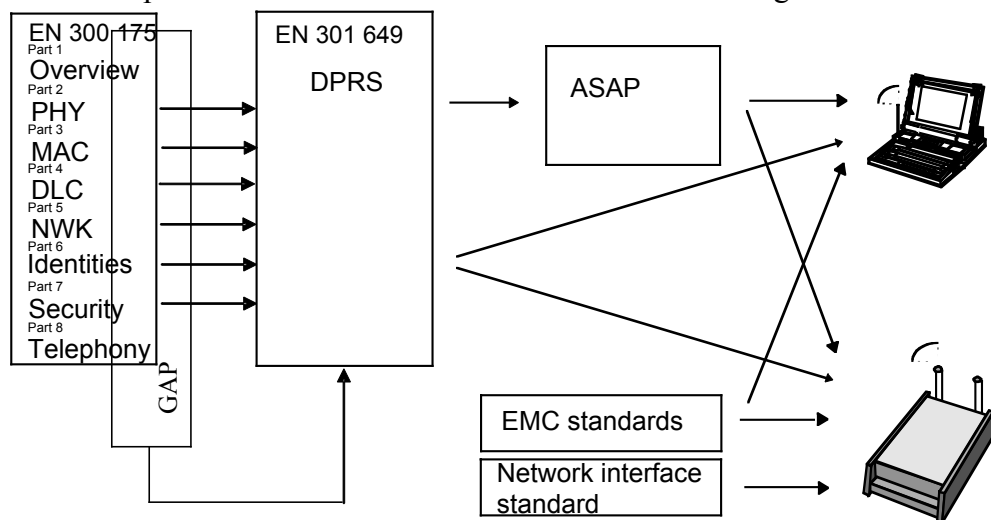 EN 300 175
Part 1
Overview
Part 2
PHY
Part 3
MAC
Part 4
DLC
Part 5
NWK
Part 6
Identities
Part 7
Security
Part 8
Telephony
GAP
EN 301 649
DPRS
ASAP
EMC standards
Network interface
standard